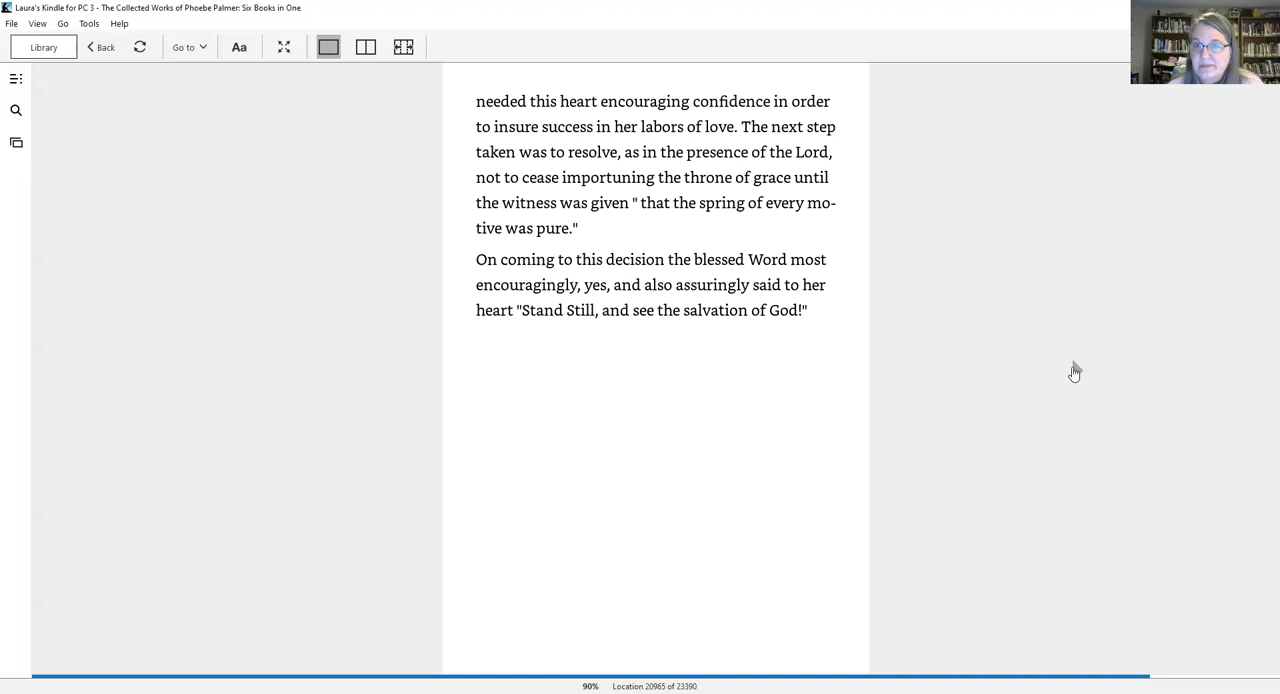 Laura's Kindle for PC 3 - The Collected Works of Phoebe Palmer: Six Books in One
File View Go Tools Help
Library Back Go to Aa
needed this heart encouraging confidence in order
to insure success in her labors of love. The next step
taken was to resolve, as in the presence of the Lord,
not to cease importuning the throne of grace until
the witness was given " that the spring of every mo-
tive was pure."
On coming to this decision the blessed Word most
encouragingly, yes, and also assuringly said to her
heart "Stand Still, and see the salvation of God!"
90% Location 20965 of 23390